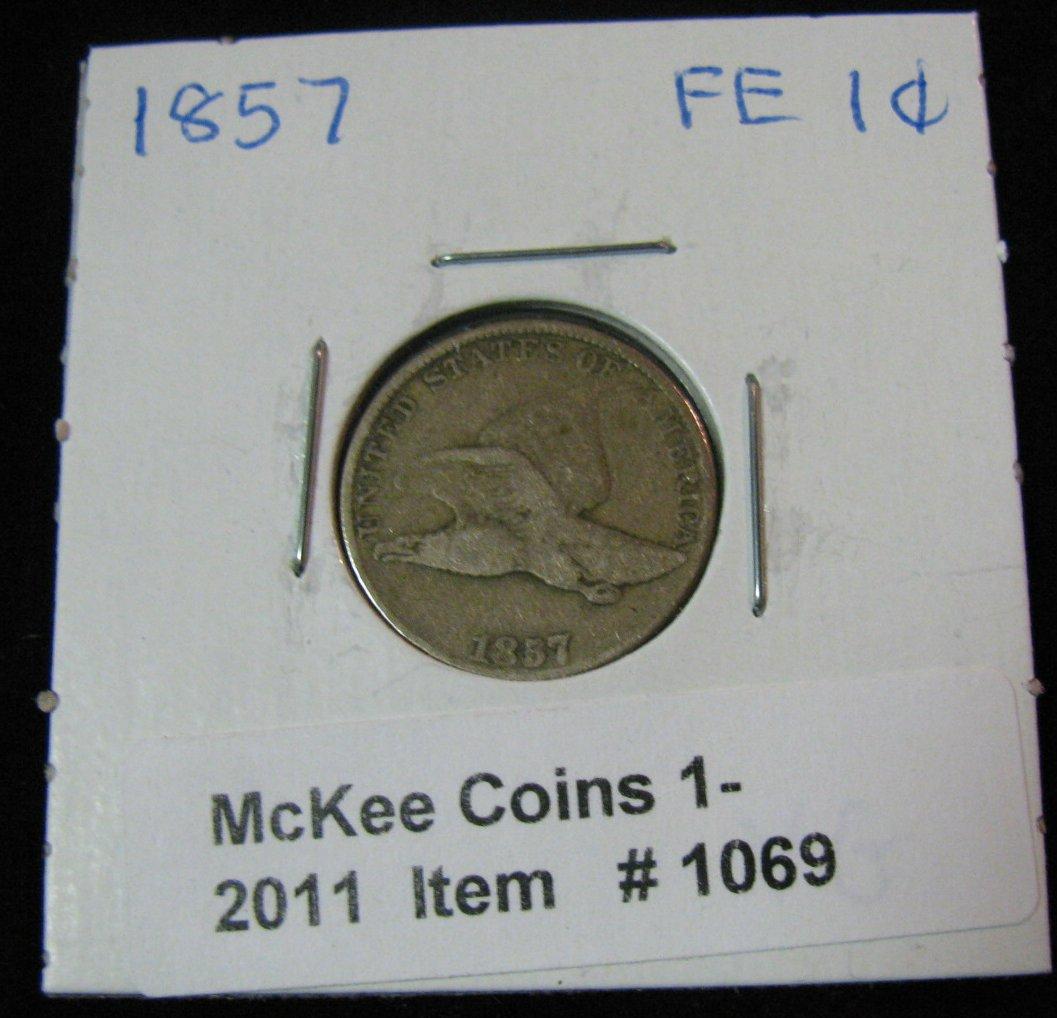 1857 FE 1¢
UNITED STATES OF AMERICA
1857
McKee Coins 1-
2011 Item # 1069